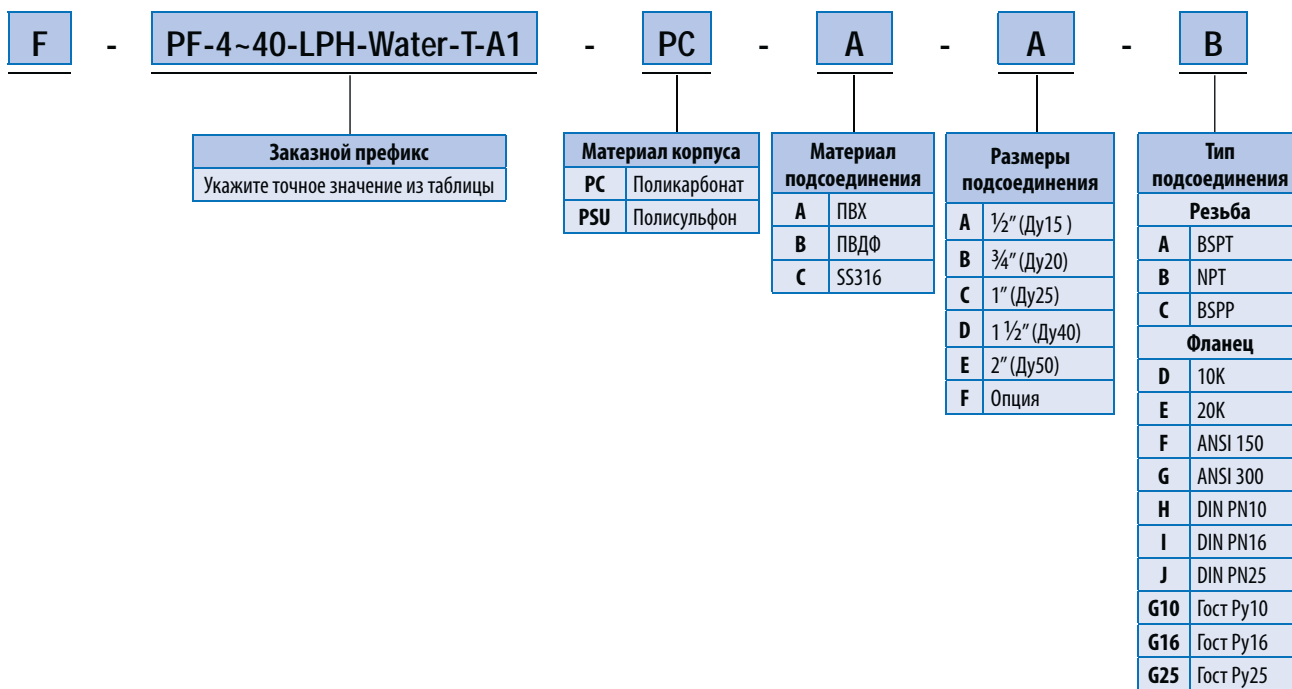 F - PF-4~40-LPH-Water-T-A1 - PC - A - A - B
Заказной префикс
Укажите точное значение из таблицы
Материал корпуса
PC Поликарбонат
PSU Полисульфон
Материал
подсоединения
A ПВХ
B ПВДФ
C SS316
Размеры
подсоединения
A ½” (Ду15 )
B ¾” (Ду20)
C 1” (Ду25)
D 1 ½” (Ду40)
E 2” (Ду50)
F Опция
Тип
подсоединения
Резьба
A BSPT
B NPT
C BSPP
Фланец
D 10K
E 20K
F ANSI 150
G ANSI 300
H DIN PN10
I DIN PN16
J DIN PN25
G10 Гост Ру10
G16 Гост Ру16
G25 Гост Ру25